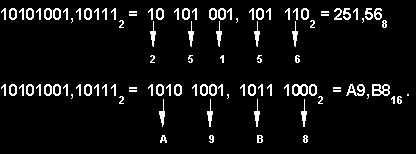 10101001,10111₂ = 10 101 001, 101 110₂ = 251,56₈
2 5 1 5 6
10101001,10111₂ = 1010 1001, 1011 1000₂ = A9,B8₁₆.
A 9 B 8